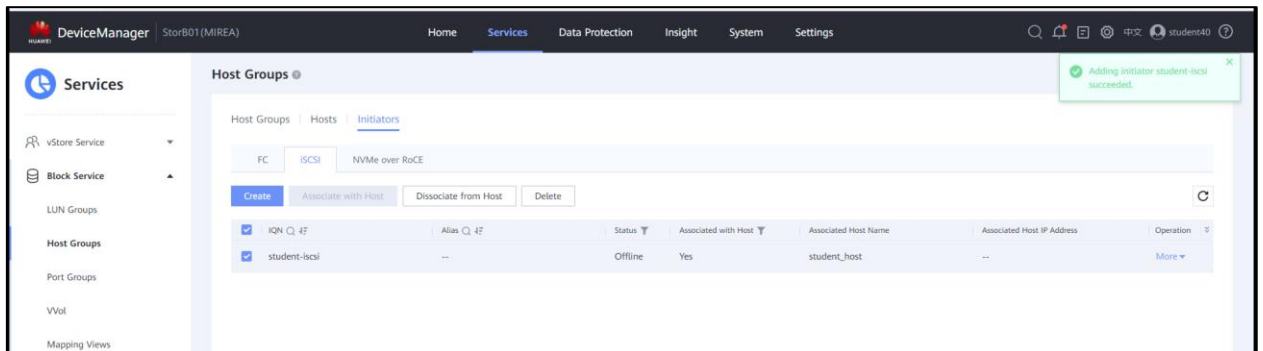 HUAWEI DeviceManager StorB01(MIREA) Home Services Data Protection Insight System Settings 中文 student40
Services
Host Groups
Adding initiator student-iscsi
succeeded.
Host Groups Hosts Initiators
vStore Service
FC iSCSI NVMe over RoCE
Block Service
Create Associate with Host Dissociate from Host Delete
LUN Groups
IQN Alias Status Associated with Host Associated Host Name Associated Host IP Address Operation
Host Groups
student-iscsi -- Offline Yes student_host -- More
Port Groups
VVol
Mapping Views